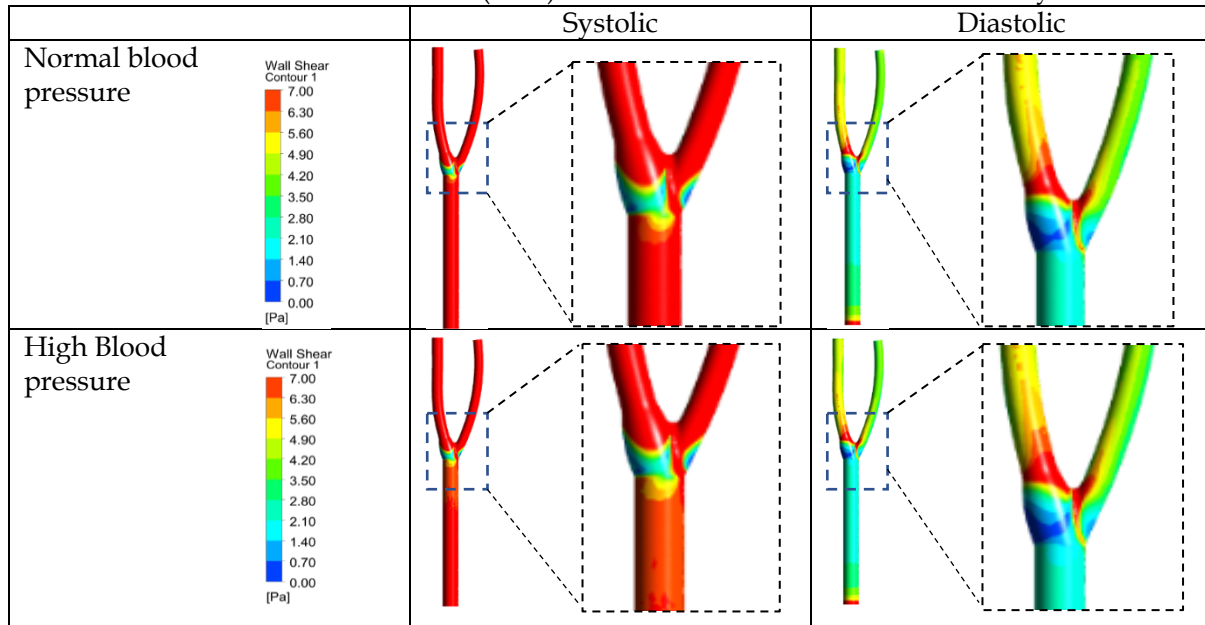 Systolic
Diastolic
Normal blood
pressure
Wall Shear
Contour 1
7.00
6.30
5.60
4.90
4.20
3.50
2.80
2.10
1.40
0.70
0.00
[Pa]
High Blood
pressure
Wall Shear
Contour 1
7.00
6.30
5.60
4.90
4.20
3.50
2.80
2.10
1.40
0.70
0.00
[Pa]